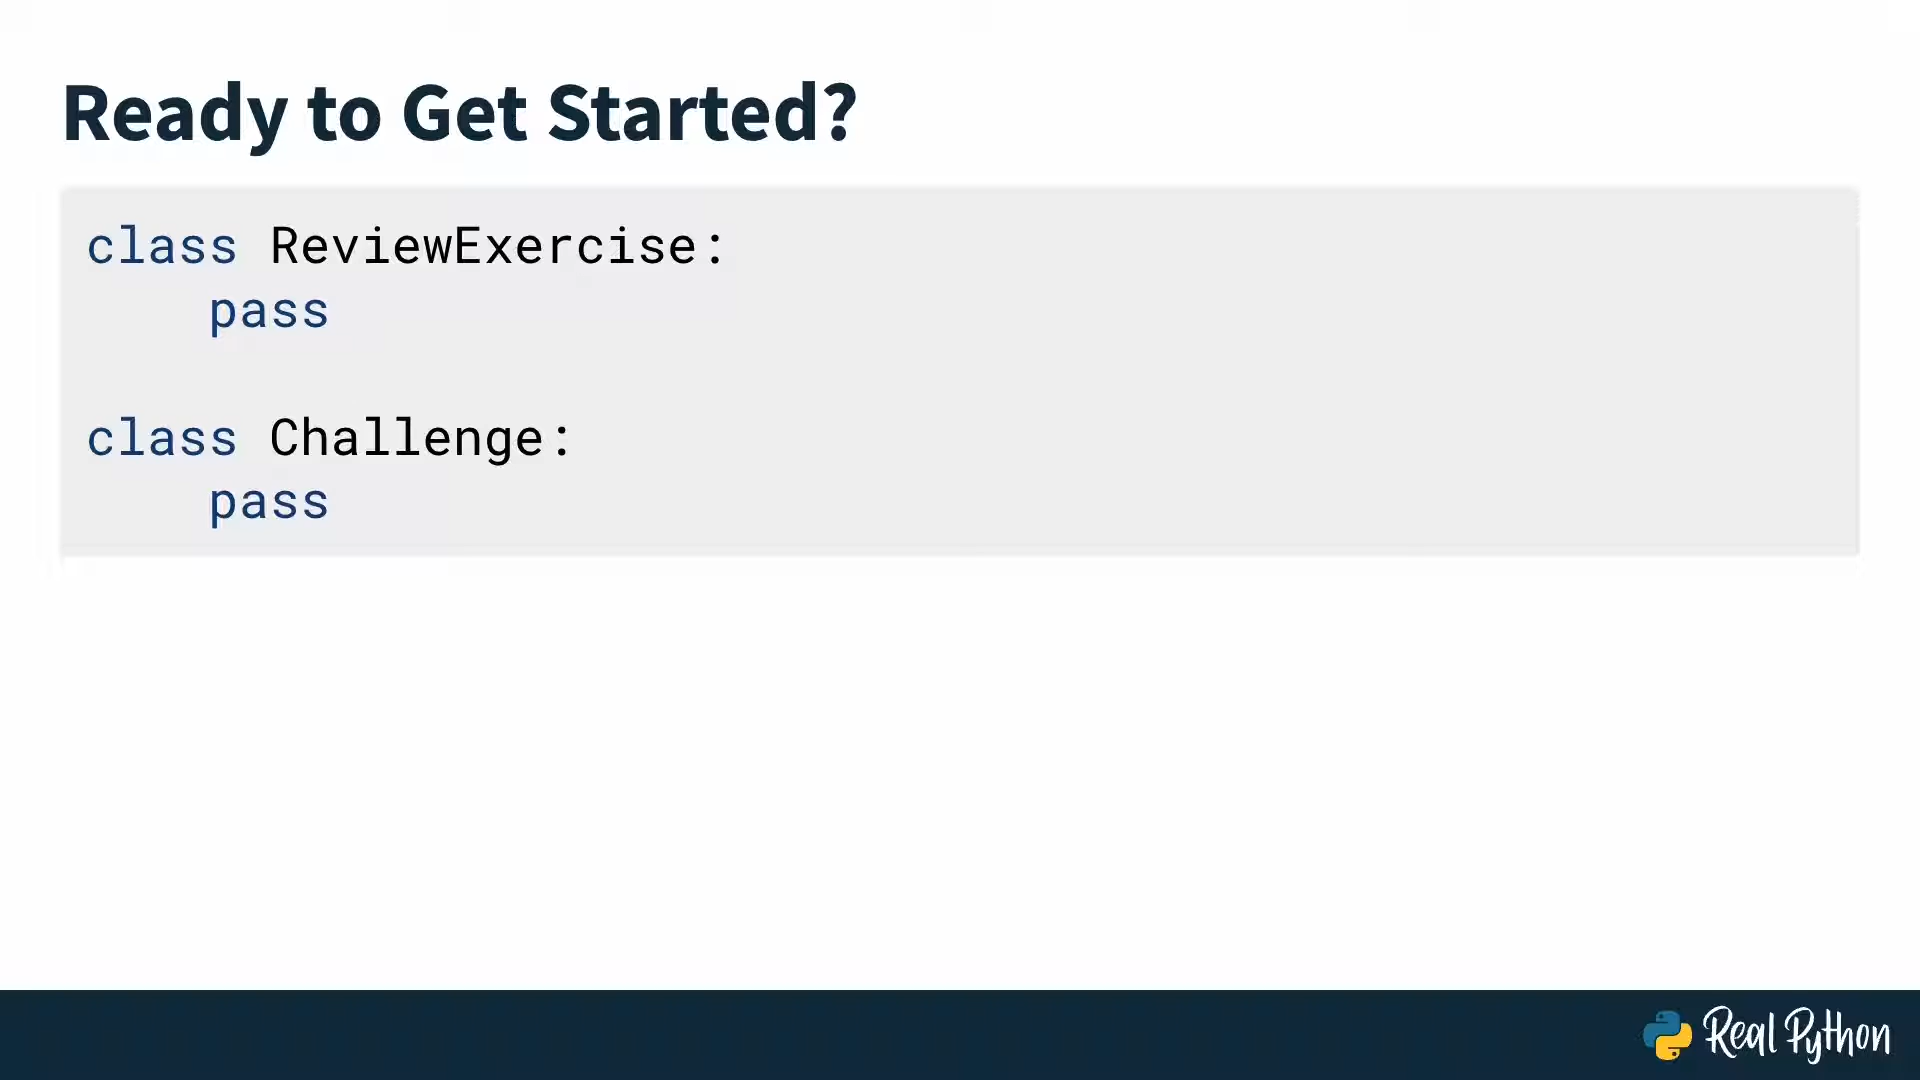 Ready to Get Started?
class ReviewExercise:
    pass
class Challenge:
    pass
Real Python